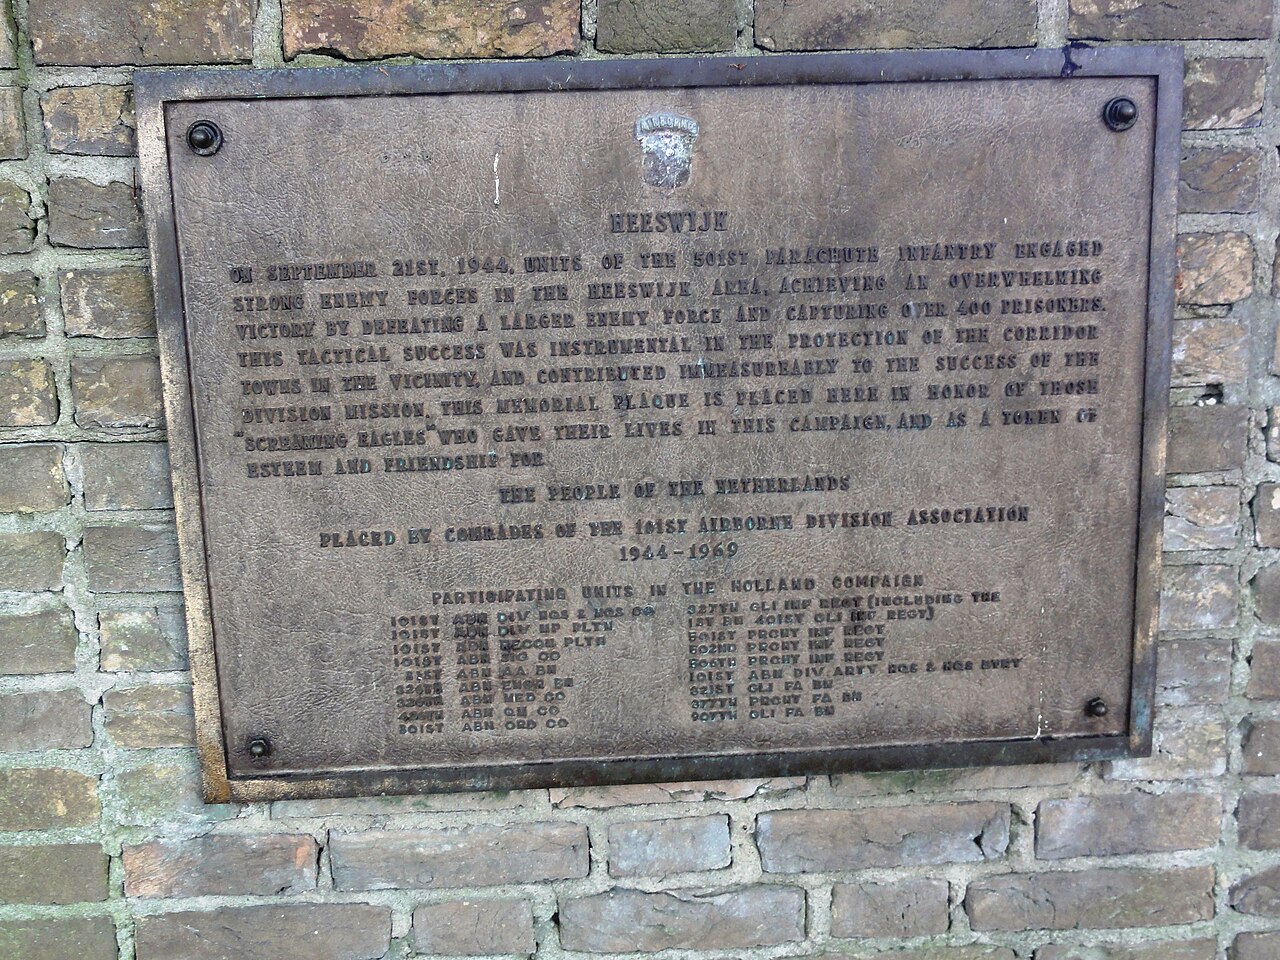 AIRBORNE
HEESWIJK
ON SEPTEMBER 21ST, 1944, UNITS OF THE 501ST PARACHUTE INFANTRY ENGAGED
STRONG ENEMY FORCES IN THE HEESWIJK AREA, ACHIEVING AN OVERWHELMING
VICTORY BY DEFEATING A LARGER ENEMY FORCE AND CAPTURING OVER 400 PRISONERS.
THIS TACTICAL SUCCESS WAS INSTRUMENTAL IN THE PROTECTION OF THE CORRIDOR
TOWNS IN THE VICINITY, AND CONTRIBUTED IMMEASUREABLY TO THE SUCCESS OF THE
DIVISION MISSION. THIS MEMORIAL PLAQUE IS PLACED HERE IN HONOR OF THOSE
"SCREAMING EAGLES" WHO GAVE THEIR LIVES IN THIS CAMPAIGN, AND AS A TOKEN OF
ESTEEM AND FRIENDSHIP FOR
THE PEOPLE OF THE NETHERLANDS
PLACED BY COMRADES OF THE 101ST AIRBORNE DIVISION ASSOCIATION
1944-1969
PARTICIPATING UNITS IN THE HOLLAND COMPAIGN
101ST ABN DIV HQS & HQS CO
101ST ABN DIV MP PLTN
101ST ABN RECON PLTN
101ST ABN SIG CO
81ST ABN AA BN
326TH ABN ENGR BN
326TH ABN MED CO
426TH ABN QM CO
801ST ABN ORD CO
327TH GLI INF REGT (INCLUDING THE
1ST BN 401ST GLI INF REGT)
501ST PRCHT INF REGT
502ND PRCHT INF REGT
506TH PRCHT INF REGT
101ST ABN DIV ARTY HQS & HQS BTRY
321ST GLI FA BN
377TH PRCHT FA BN
907TH GLI FA BN